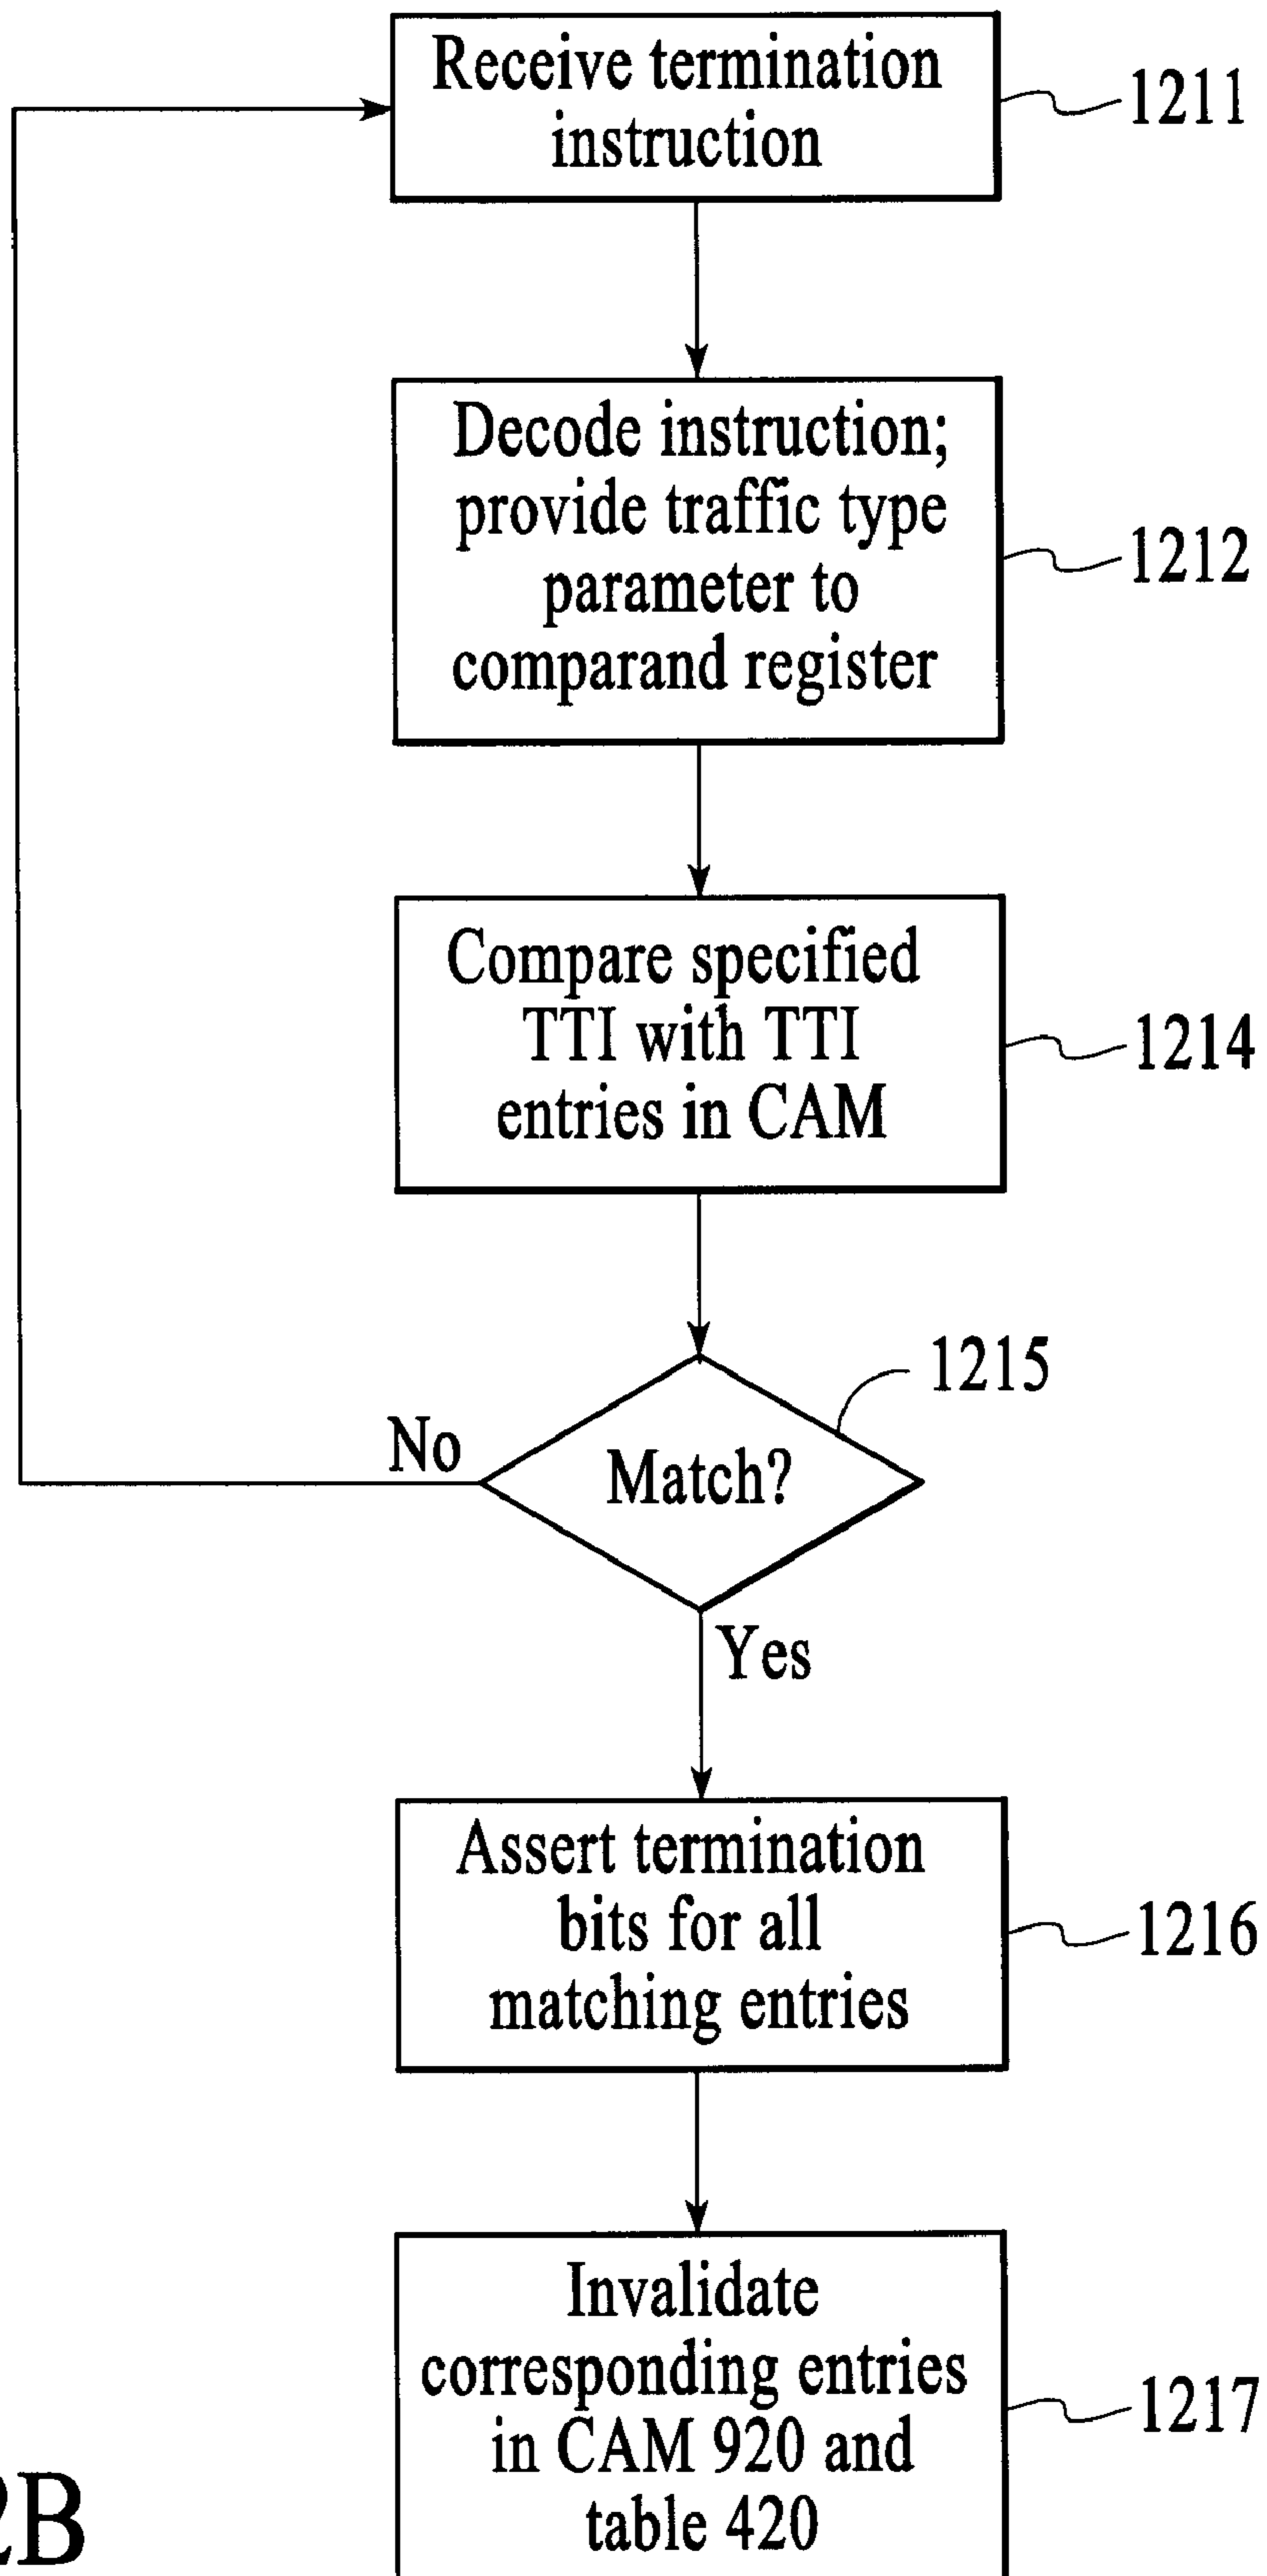 Receive termination
instruction
1211
Decode instruction;
provide traffic type
parameter to
comparand register
1212
Compare specified
TTI with TTI
entries in CAM
1214
1215
Match?
No
Yes
Assert termination
bits for all
matching entries
1216
Invalidate
corresponding entries
in CAM 920 and
table 420
1217
2B